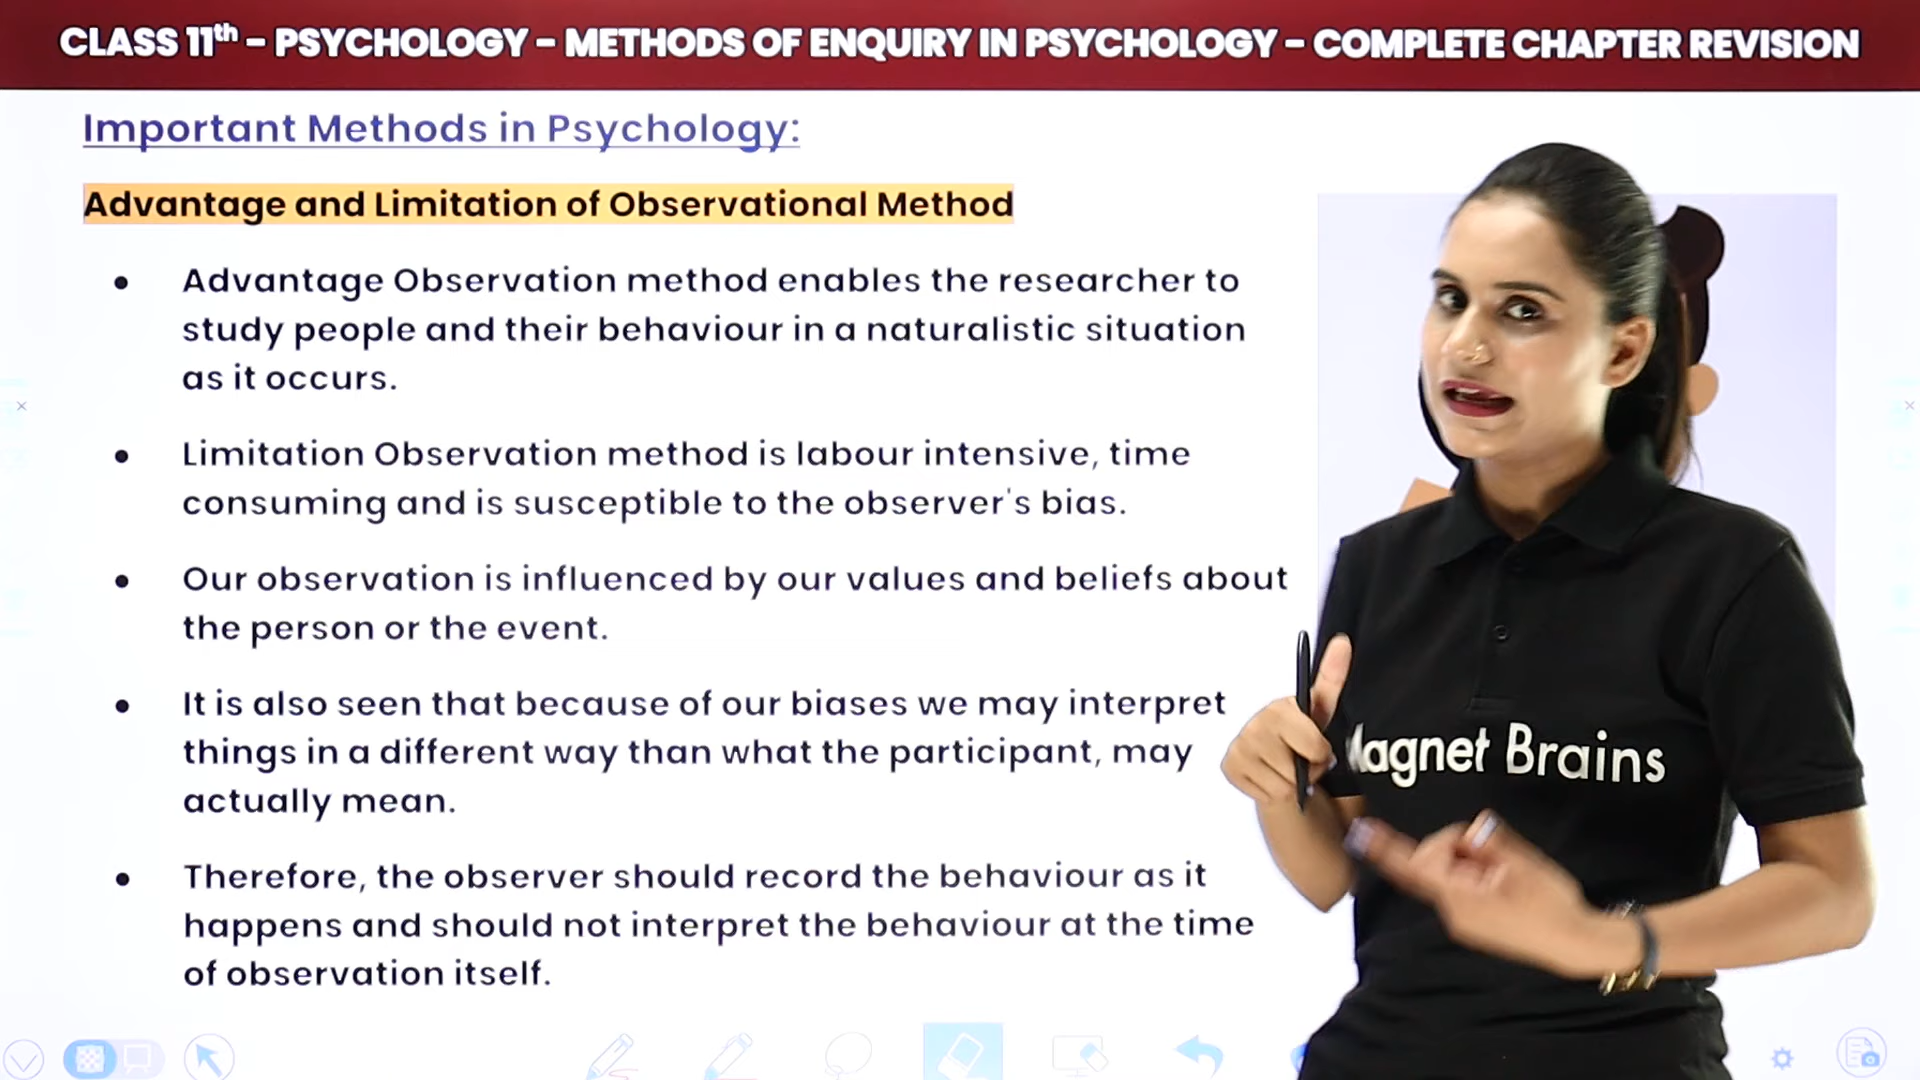 CLASS 11th – PSYCHOLOGY – METHODS OF ENQUIRY IN PSYCHOLOGY – COMPLETE CHAPTER REVISION
Important Methods in Psychology:
Advantage and Limitation of Observational Method
• Advantage Observation method enables the researcher to
study people and their behaviour in a naturalistic situation
as it occurs.
• Limitation Observation method is labour intensive, time
consuming and is susceptible to the observer's bias.
• Our observation is influenced by our values and beliefs about
the person or the event.
• It is also seen that because of our biases we may interpret
things in a different way than what the participant, may
actually mean.
• Therefore, the observer should record the behaviour as it
happens and should not interpret the behaviour at the time
of observation itself.
Magnet Brains